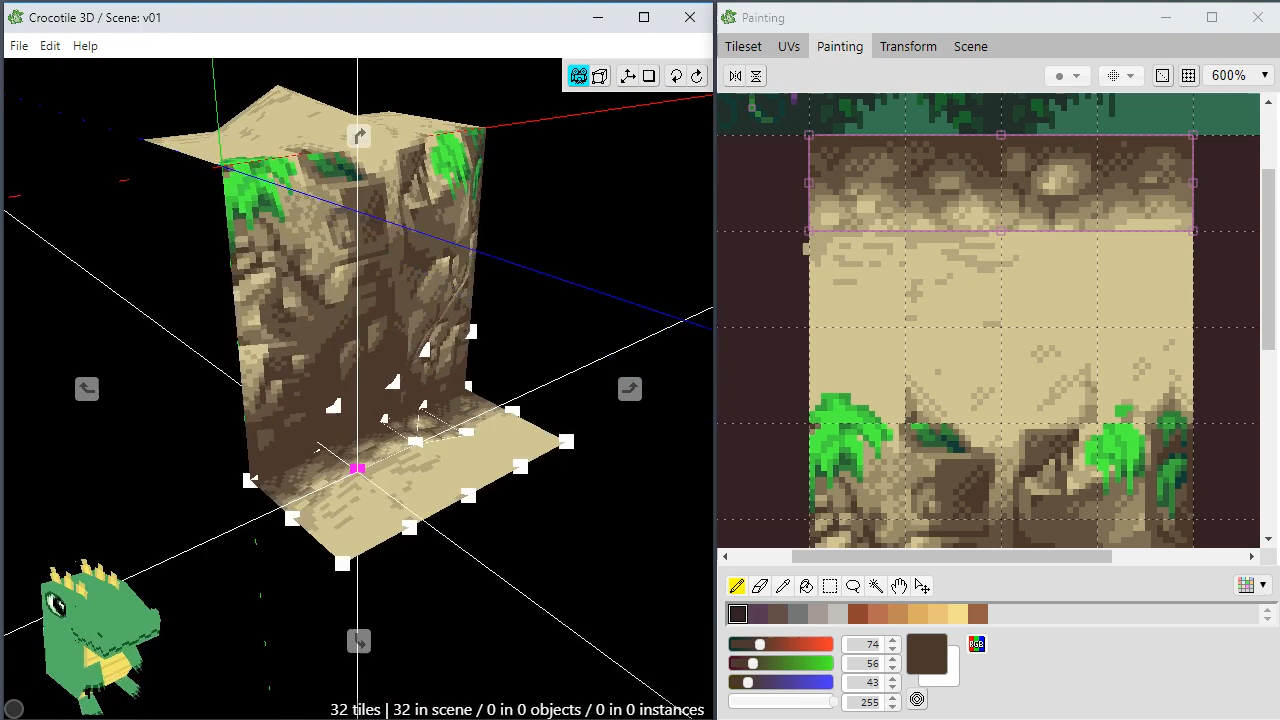 Crocotile 3D / Scene: v01
File Edit Help
Painting
Tileset UVs Painting Transform Scene
600%
74
56
43
255
RGB
32 tiles | 32 in scene / 0 in 0 objects / 0 in 0 instances